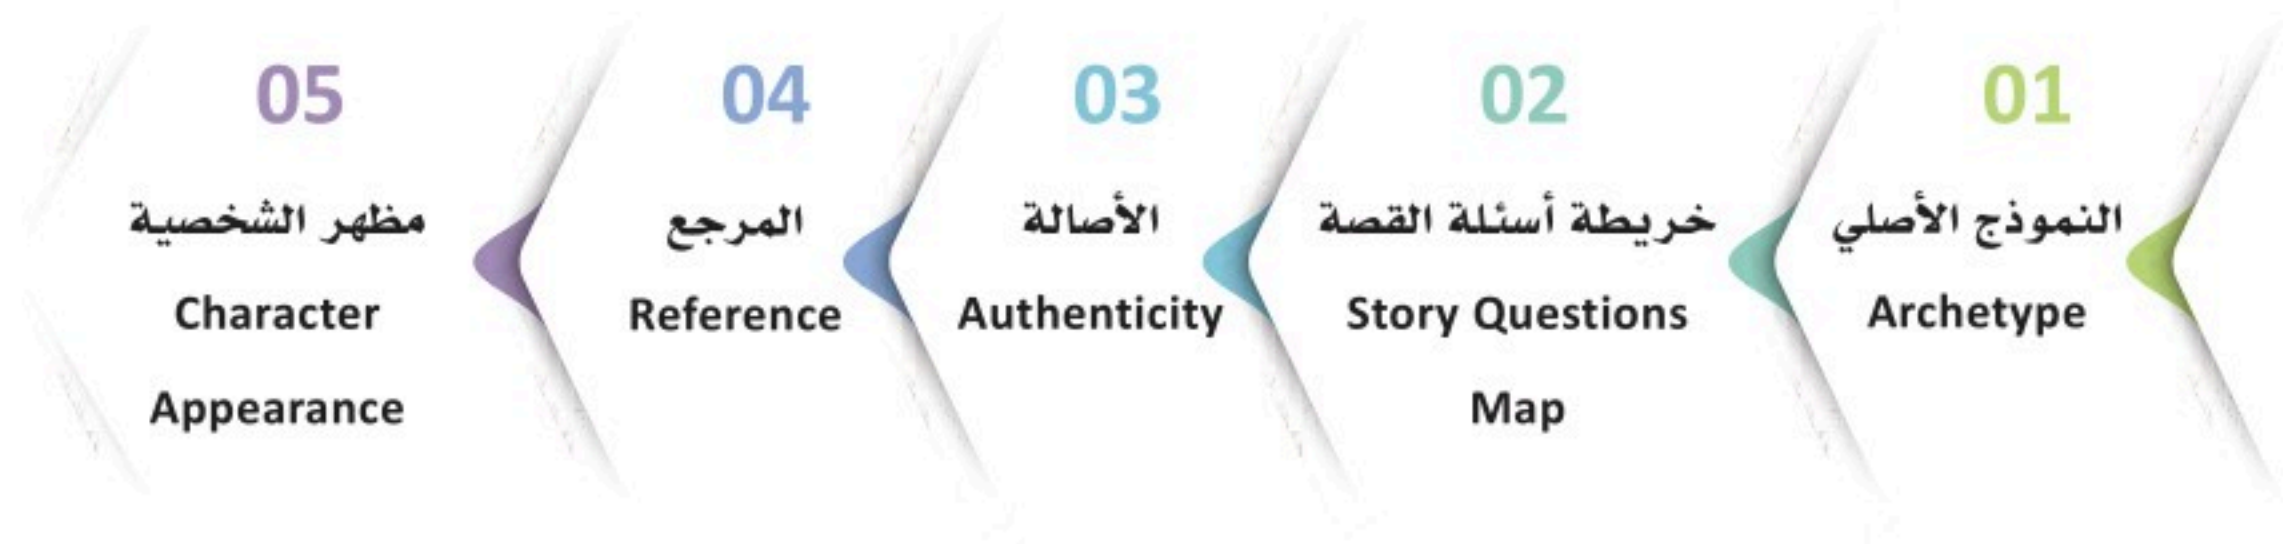 01
النموذج الأصلي
Archetype
02
خريطة أسئلة القصة
Story Questions
Map
03
الأصالة
Authenticity
04
المرجع
Reference
05
مظهر الشخصية
Character
Appearance